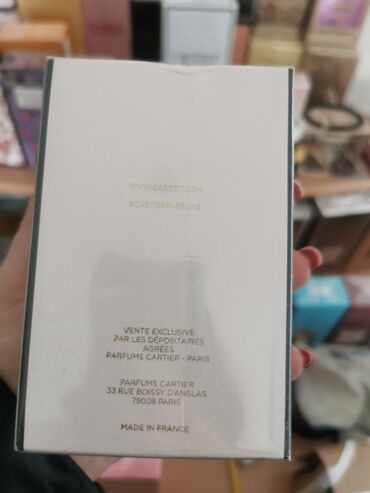 WWW.CARTIER.COM
#CARTIERPARFUMS
VENTE EXCLUSIVE
PAR LES DÉPOSITAIRES
AGRÉÉS
PARFUMS CARTIER - PARIS
PARFUMS CARTIER
33 RUE BOISSY D'ANGLAS
75008 PARIS
MADE IN FRANCE